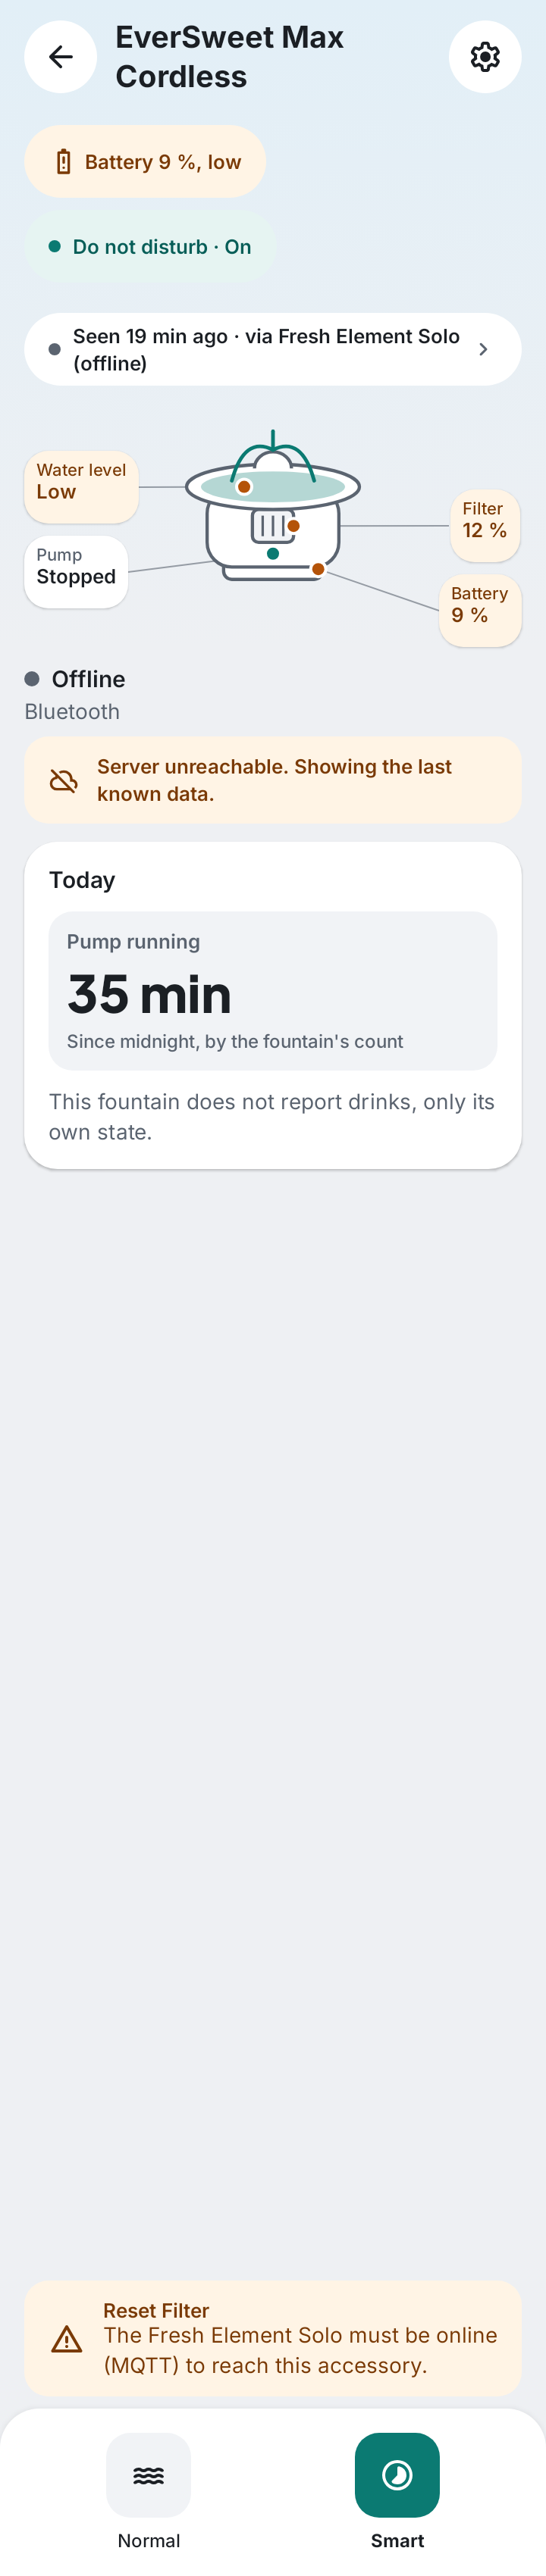 EverSweet Max
Cordless
Battery 9 %, low
Do not disturb · On
Seen 19 min ago · via Fresh Element Solo
(offline)
Water level
Low
Filter
12 %
Pump
Stopped
Battery
9 %
Offline
Bluetooth
Server unreachable. Showing the last
known data.
Today
Pump running
35 min
Since midnight, by the fountain's count
This fountain does not report drinks, only its
own state.
Reset Filter
The Fresh Element Solo must be online
(MQTT) to reach this accessory.
Normal
Smart